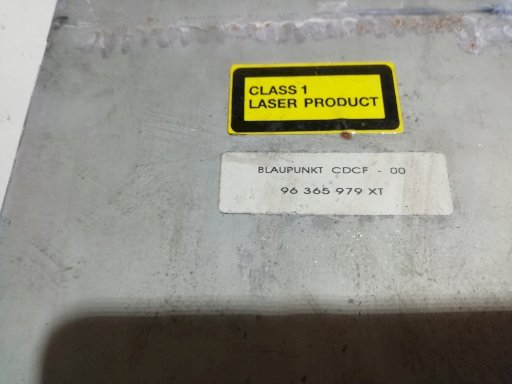 CLASS 1
LASER PRODUCT
BLAUPUNKT CDCF - 00
96 365 979 XT